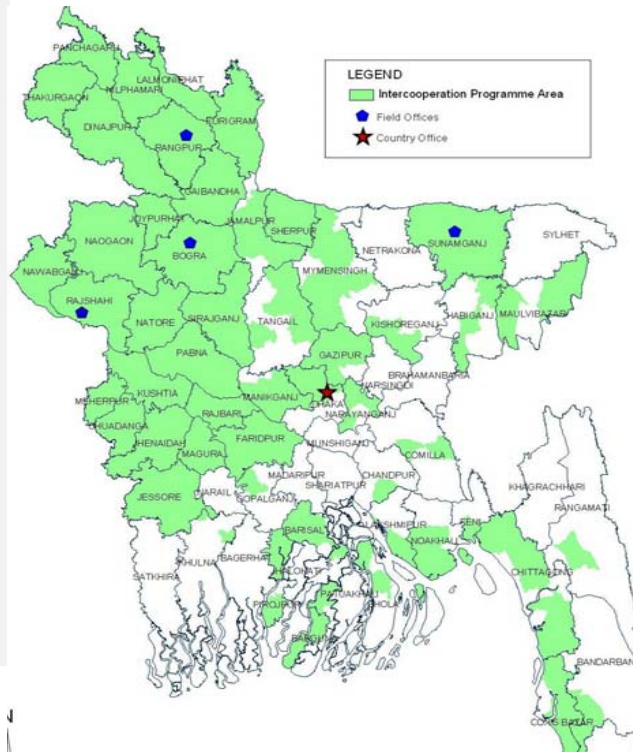 PANCHAGARH
LALMONIRHAT
NILPHAMARI
THAKURGAON
KURIGRAM
DINAJPUR
RANGPUR
GAIBANDHA
LEGEND
Intercooperation Programme Area
Field Offices
Country Office
JOYPURHAT
JAMALPUR
SHERPUR
NAOGAON
BOGRA
NETRAKONA
SUNAMGANJ
SYLHET
NAWABGANJ
MYMENSINGH
RAJSHAHI
HABIGANJ
MAULVIBAZAR
NATORE
SIRAJGANJ
TANGAIL
KISHOREGANJ
PABNA
GAZIPUR
BRAHAMANBARIA
NARSINGDI
KUSHTIA
MANIKGANJ
DHAKA
MEHERPUR
RAJBARI
NARAYANGANJ
CHUADANGA
JHENAIDAH
FARIDPUR
MUNSHIGANJ
MAGURA
COMILLA
MADARIPUR
CHANDPUR
KHAGRACHHARI
SHARIATPUR
JESSORE
NARAIL
GOPALGANJ
RANGAMATI
LAKSHMIPUR
FENI
BARISAL
NOAKHALI
KHULNA
BAGERHAT
JHALOKATI
CHITTAGONG
SATKHIRA
PATUAKHALI
PIROJPUR
BHOLA
BARGUNA
BANDARBAN
COXS BAZAR
N